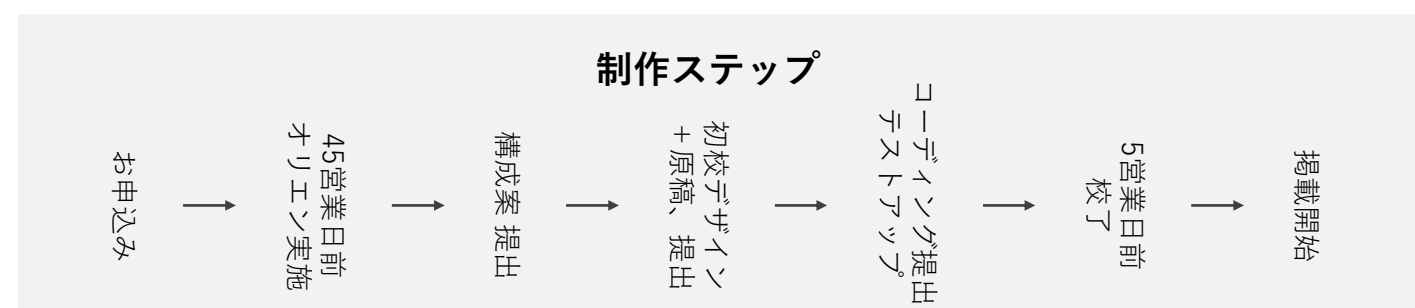 制作ステップ
お申込み
45営業日前
オリエン実施
構成案 提出
初校デザイン
+原稿、提出
コーディング提出
テストアップ
5営業日前
校了
掲載開始